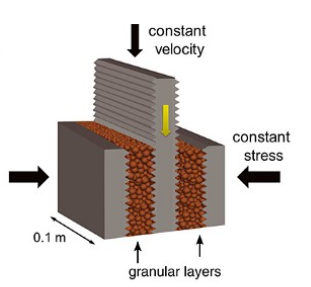 constant
velocity
constant
stress
0.1 m
granular layers